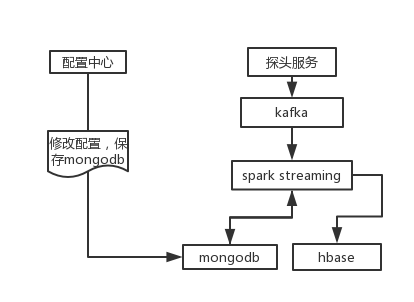 配置中心
探头服务
kafka
修改配置，保
存mongodb
spark streaming
mongodb
hbase